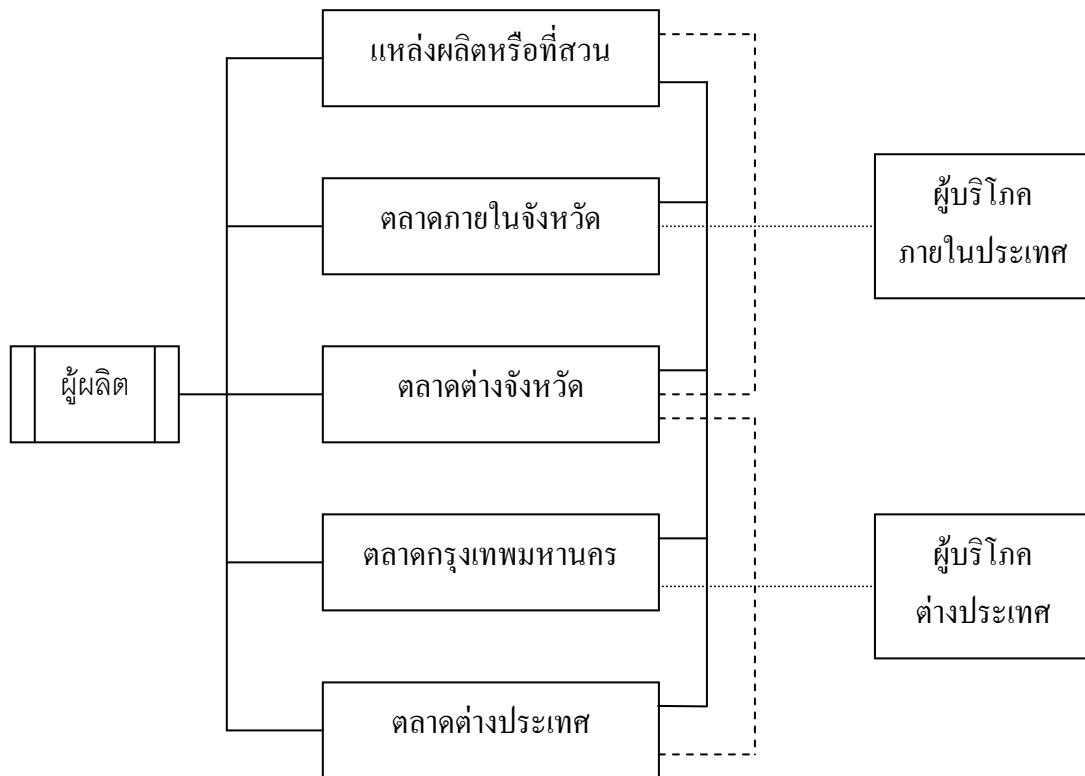 แหล่งผลิตหรือที่สวน
ตลาดภายในจังหวัด
ผู้บริโภค
ภายในประเทศ
ผู้ผลิต
ตลาดต่างจังหวัด
ตลาดกรุงเทพมหานคร
ผู้บริโภค
ต่างประเทศ
ตลาดต่างประเทศ